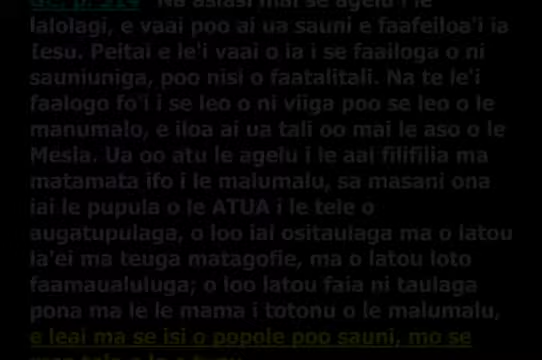 GC, p. 314 Na asiasi mai se agelu i le
lalolagi, e vaai poo ai ua sauni e faafeiloa'i ia
Iesu. Peitai e le'i vaai o ia i se faailoga o ni
sauniuniga, poo nisi o faatalitali. Na te le'i
faalogo fo'i i se leo o ni viiga poo se leo o le
manumalo, e iloa ai ua tali oo mai le aso o le
Mesia. Ua oo atu le agelu i le aai filifilia ma
matamata ifo i le malumalu, sa masani ona
iai le pupula o le ATUA i le tele o
augatupulaga, o loo iai ositaulaga ma o latou
la'ei ma teuga matagofie, ma o latou loto
faamaualuluga; o loo latou faia ni taulaga
pona ma le le mama i totonu o le malumalu,
e leai ma se isi o popole poo sauni, mo se